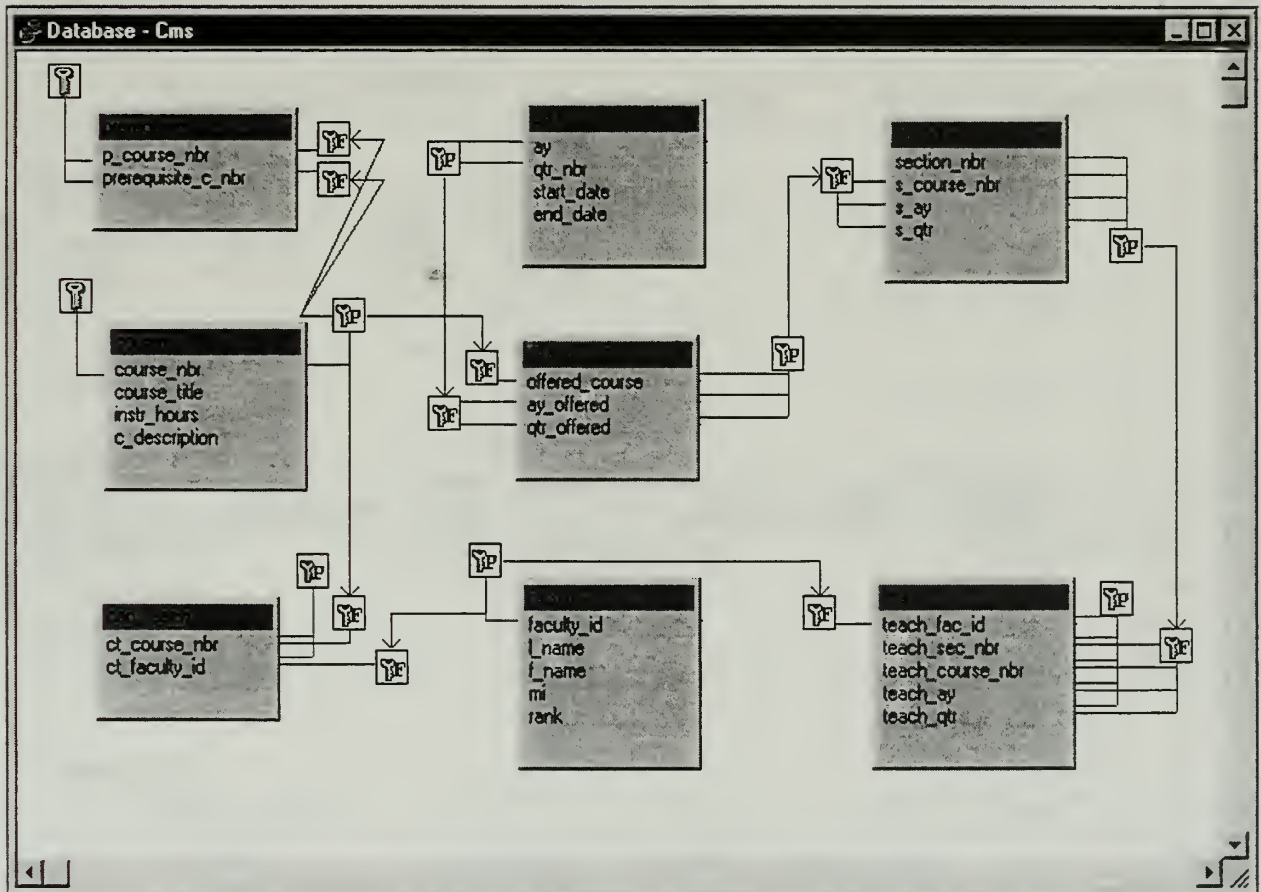 Database - Cms
p_course_nbr
prerequisite_c_nbr
F
F
P
ay
qtr_nbr
start_date
end_date
F
section_nbr
s_course_nbr
s_ay
s_qtr
P
P
course_nbr
course_title
instr_hours
c_description
F
F
offered_course
ay_offered
qtr_offered
P
P
F
ct_course_nbr
ct_faculty_id
F
P
faculty_id
l_name
f_name
mi
rank
F
teach_fac_id
teach_sec_nbr
teach_course_nbr
teach_ay
teach_qtr
P
F